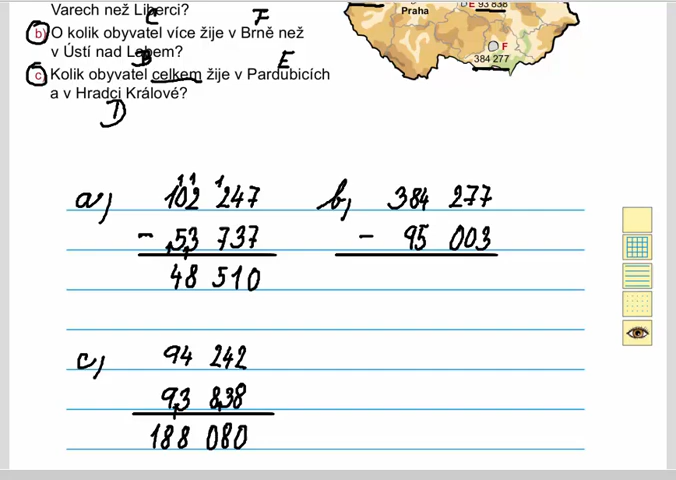 Varech než Liberci?
C F
b) O kolik obyvatel více žije v Brně než
v Ústí nad Labem?
B E
c) Kolik obyvatel celkem žije v Pardubicích
a v Hradci Králové?
D
Praha
D E 93 838
F
384 277
a) 102 247
- 53 737
48 510
b) 384 277
- 95 003
c) 94 242
93 838
188 080